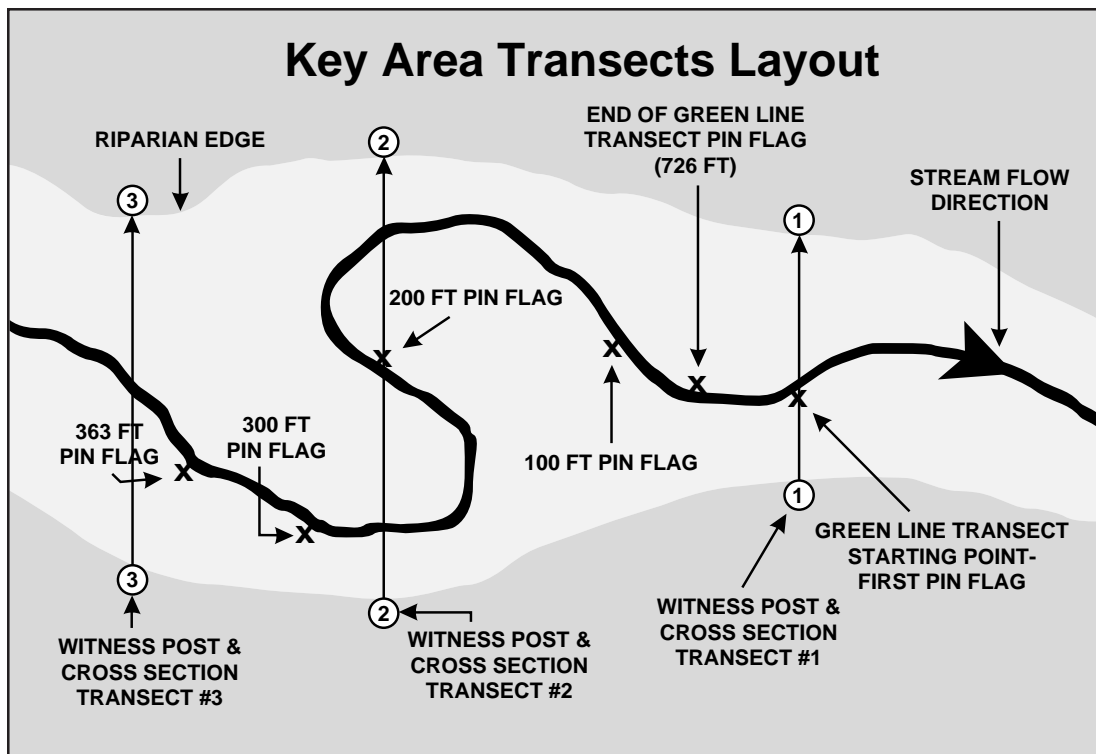 Key Area Transects Layout
END OF GREEN LINE
TRANSECT PIN FLAG
(726 FT)
RIPARIAN EDGE
STREAM FLOW
DIRECTION
2
3
1
200 FT PIN FLAG
363 FT
PIN FLAG
300 FT
PIN FLAG
100 FT PIN FLAG
X
X
X
X
X
X
1
GREEN LINE TRANSECT
STARTING POINT-
FIRST PIN FLAG
3
2
WITNESS POST &
CROSS SECTION
TRANSECT #3
WITNESS POST &
CROSS SECTION
TRANSECT #2
WITNESS POST &
CROSS SECTION
TRANSECT #1